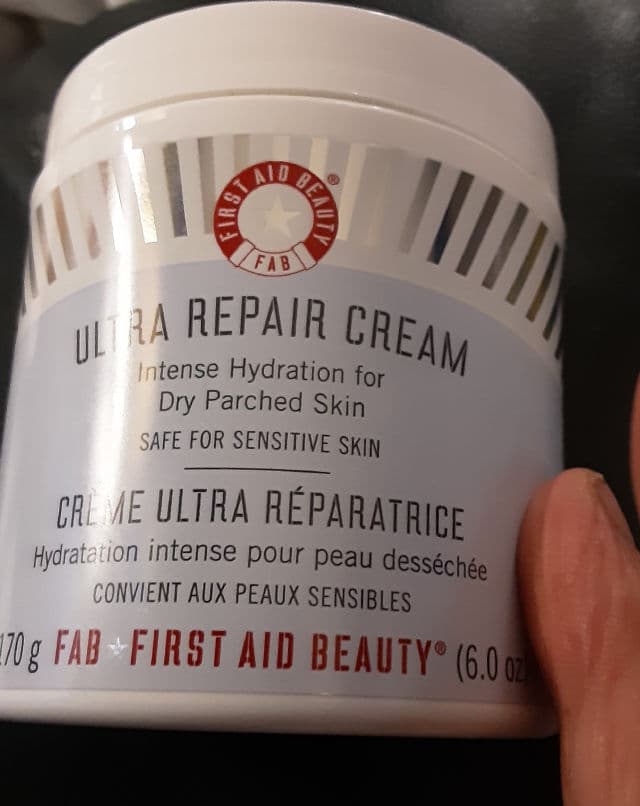 FIRST AID BEAUTY®
FAB
ULTRA REPAIR CREAM
Intense Hydration for
Dry Parched Skin
SAFE FOR SENSITIVE SKIN
CRÈME ULTRA RÉPARATRICE
Hydratation intense pour peau desséchée
CONVIENT AUX PEAUX SENSIBLES
170 g FAB FIRST AID BEAUTY® (6.0 oz